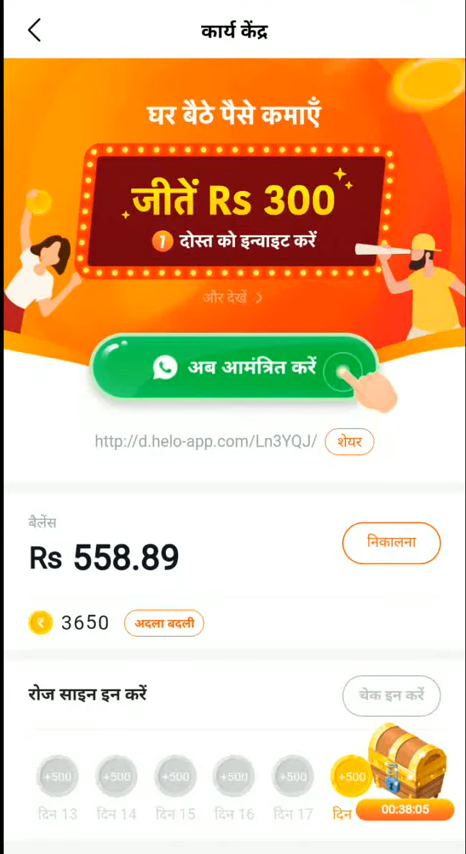 कार्य केंद्र
घर बैठे पैसे कमाएँ
जीतें Rs 300
1 दोस्त को इन्वाइट करें
और देखें >
अब आमंत्रित करें
http://d.helo-app.com/Ln3YQJ/ शेयर
बैलेंस
Rs 558.89
निकालना
₹ 3650 अदला बदली
रोज साइन इन करें
चेक इन करें
+500 +500 +500 +500 +500 +500
दिन 13 दिन 14 दिन 15 दिन 16 दिन 17 दिन
00:38:05